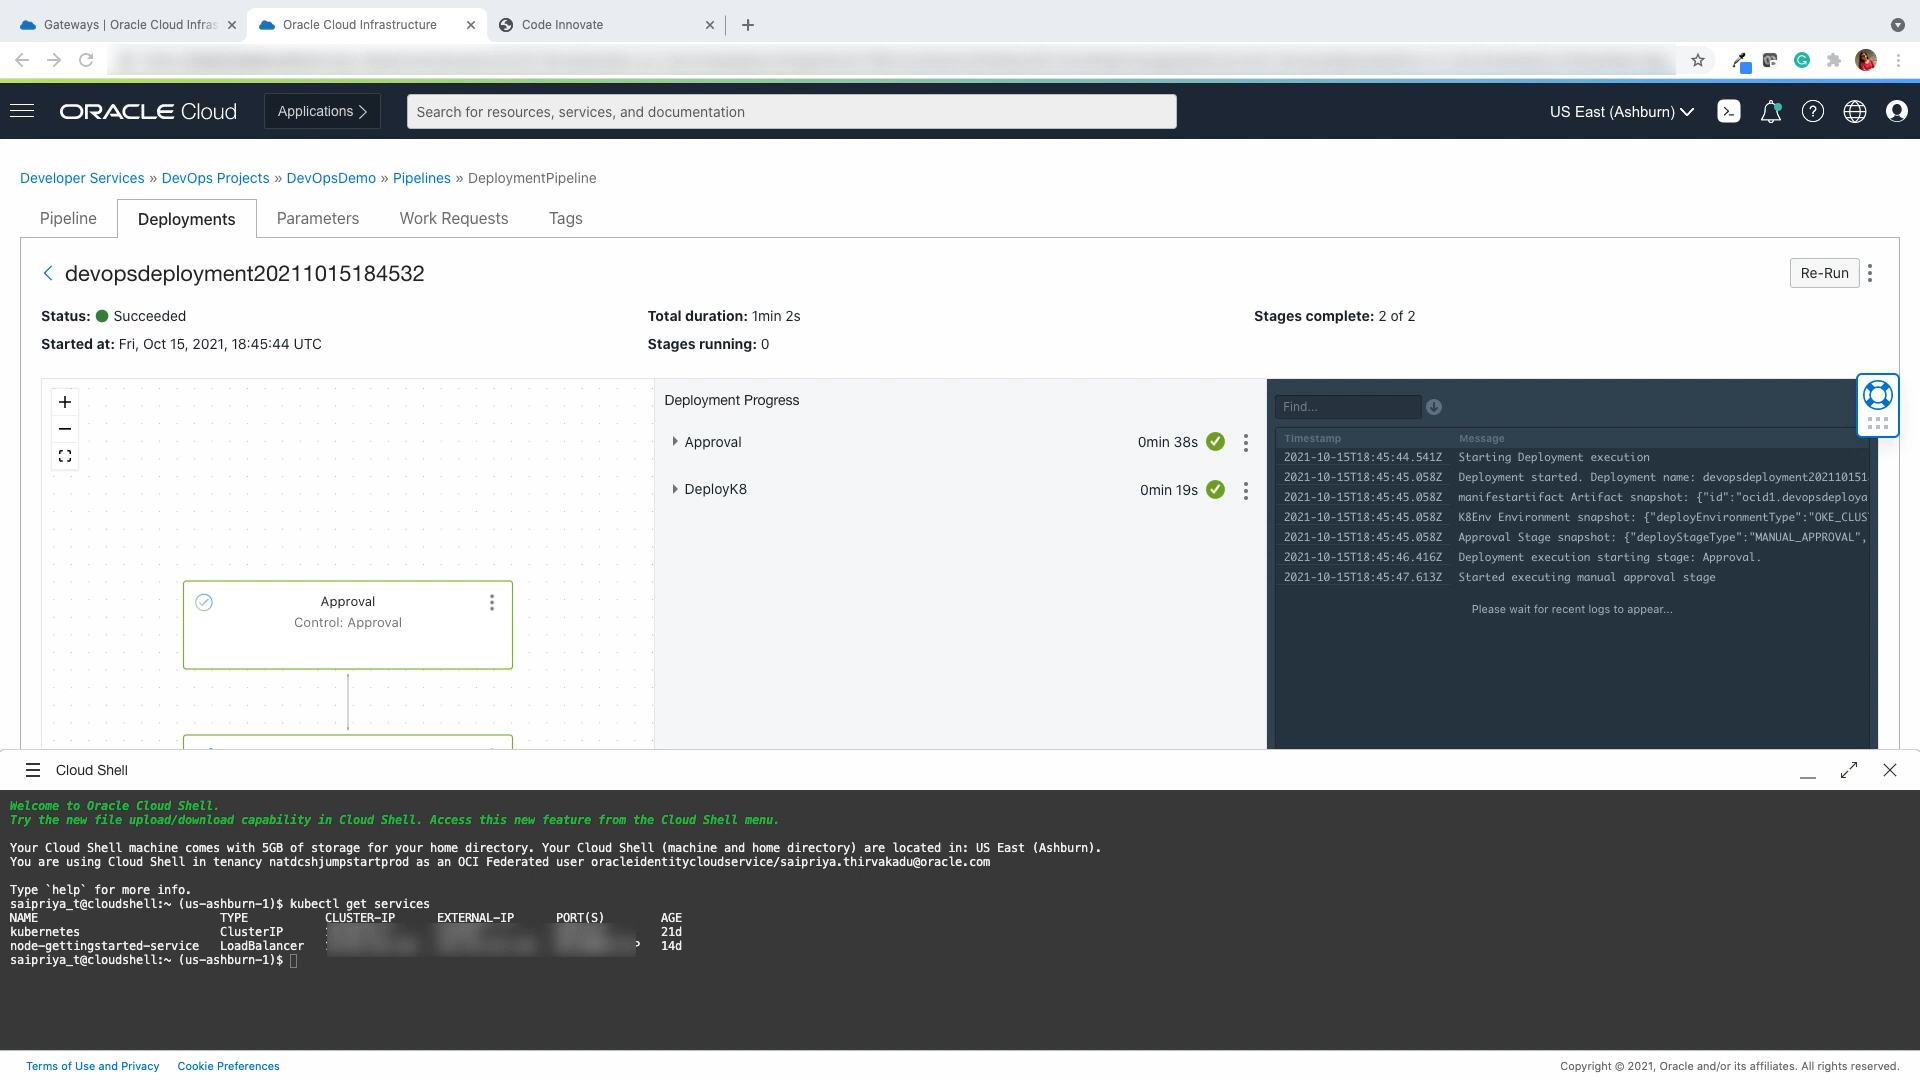 Gateways | Oracle Cloud Infras
Oracle Cloud Infrastructure
Code Innovate
ORACLE Cloud
Applications
Search for resources, services, and documentation
US East (Ashburn)
Developer Services » DevOps Projects » DevOpsDemo » Pipelines » DeploymentPipeline
Pipeline
Deployments
Parameters
Work Requests
Tags
devopsdeployment20211015184532
Re-Run
Status: Succeeded
Total duration: 1min 2s
Stages complete: 2 of 2
Started at: Fri, Oct 15, 2021, 18:45:44 UTC
Stages running: 0
Deployment Progress
Approval
0min 38s
DeployK8
0min 19s
Approval
Control: Approval
Find...
Timestamp Message
2021-10-15T18:45:44.541Z Starting Deployment execution
2021-10-15T18:45:45.058Z Deployment started. Deployment name: devopsdeployment202110151
2021-10-15T18:45:45.058Z manifestartifact Artifact snapshot: {"id":"ocid1.devopsdeploya
2021-10-15T18:45:45.058Z K8Env Environment snapshot: {"deployEnvironmentType":"OKE_CLUS
2021-10-15T18:45:45.058Z Approval Stage snapshot: {"deployStageType":"MANUAL_APPROVAL",
2021-10-15T18:45:46.416Z Deployment execution starting stage: Approval.
2021-10-15T18:45:47.613Z Started executing manual approval stage
Please wait for recent logs to appear...
Cloud Shell
Welcome to Oracle Cloud Shell.
Try the new file upload/download capability in Cloud Shell. Access this new feature from the Cloud Shell menu.
Your Cloud Shell machine comes with 5GB of storage for your home directory. Your Cloud Shell (machine and home directory) are located in: US East (Ashburn).
You are using Cloud Shell in tenancy natdcshjumpstartprod as an OCI Federated user oracleidentitycloudservice/saipriya.thirvakadu@oracle.com
Type `help` for more info.
saipriya_t@cloudshell:~ (us-ashburn-1)$ kubectl get services
NAME TYPE CLUSTER-IP EXTERNAL-IP PORT(S) AGE
kubernetes ClusterIP 21d
node-gettingstarted-service LoadBalancer 14d
saipriya_t@cloudshell:~ (us-ashburn-1)$
Terms of Use and Privacy
Cookie Preferences
Copyright © 2021, Oracle and/or its affiliates. All rights reserved.